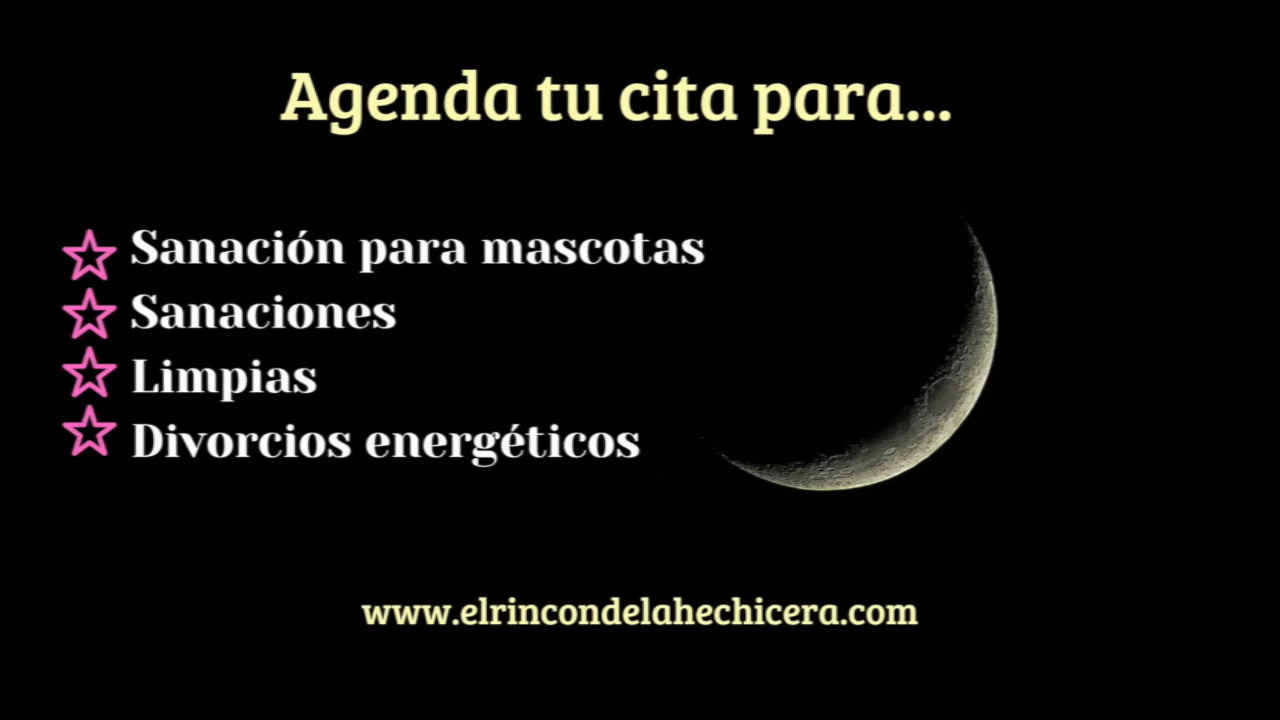 Agenda tu cita para...
Sanación para mascotas
Sanaciones
Limpias
Divorcios energéticos
www.elrincondelahechicera.com